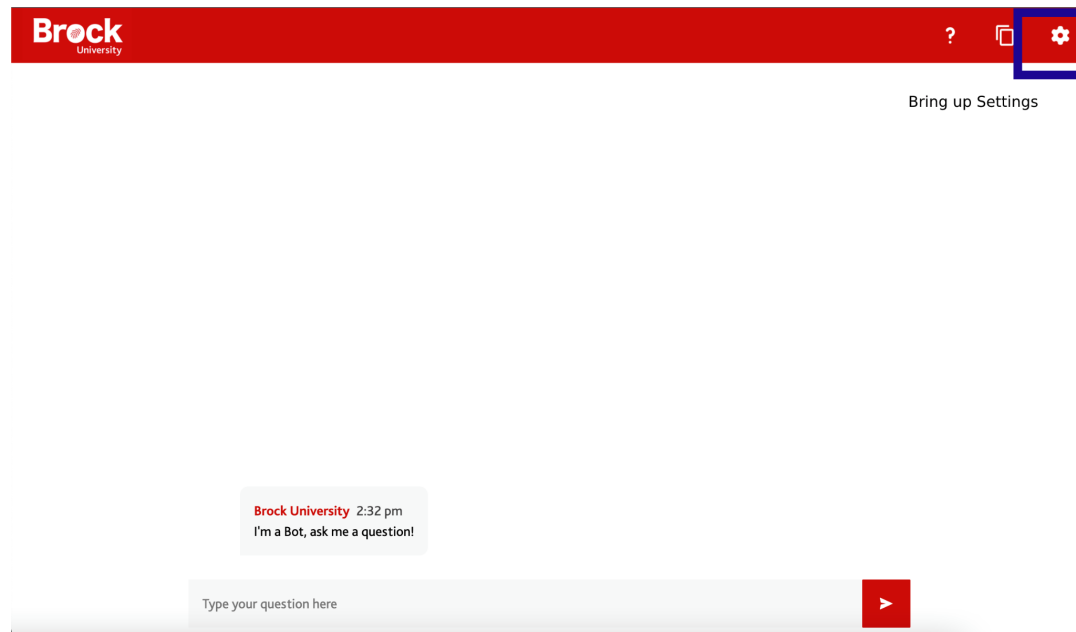 Brock
University
?
Bring up Settings
Brock University 2:32 pm
I'm a Bot, ask me a question!
Type your question here